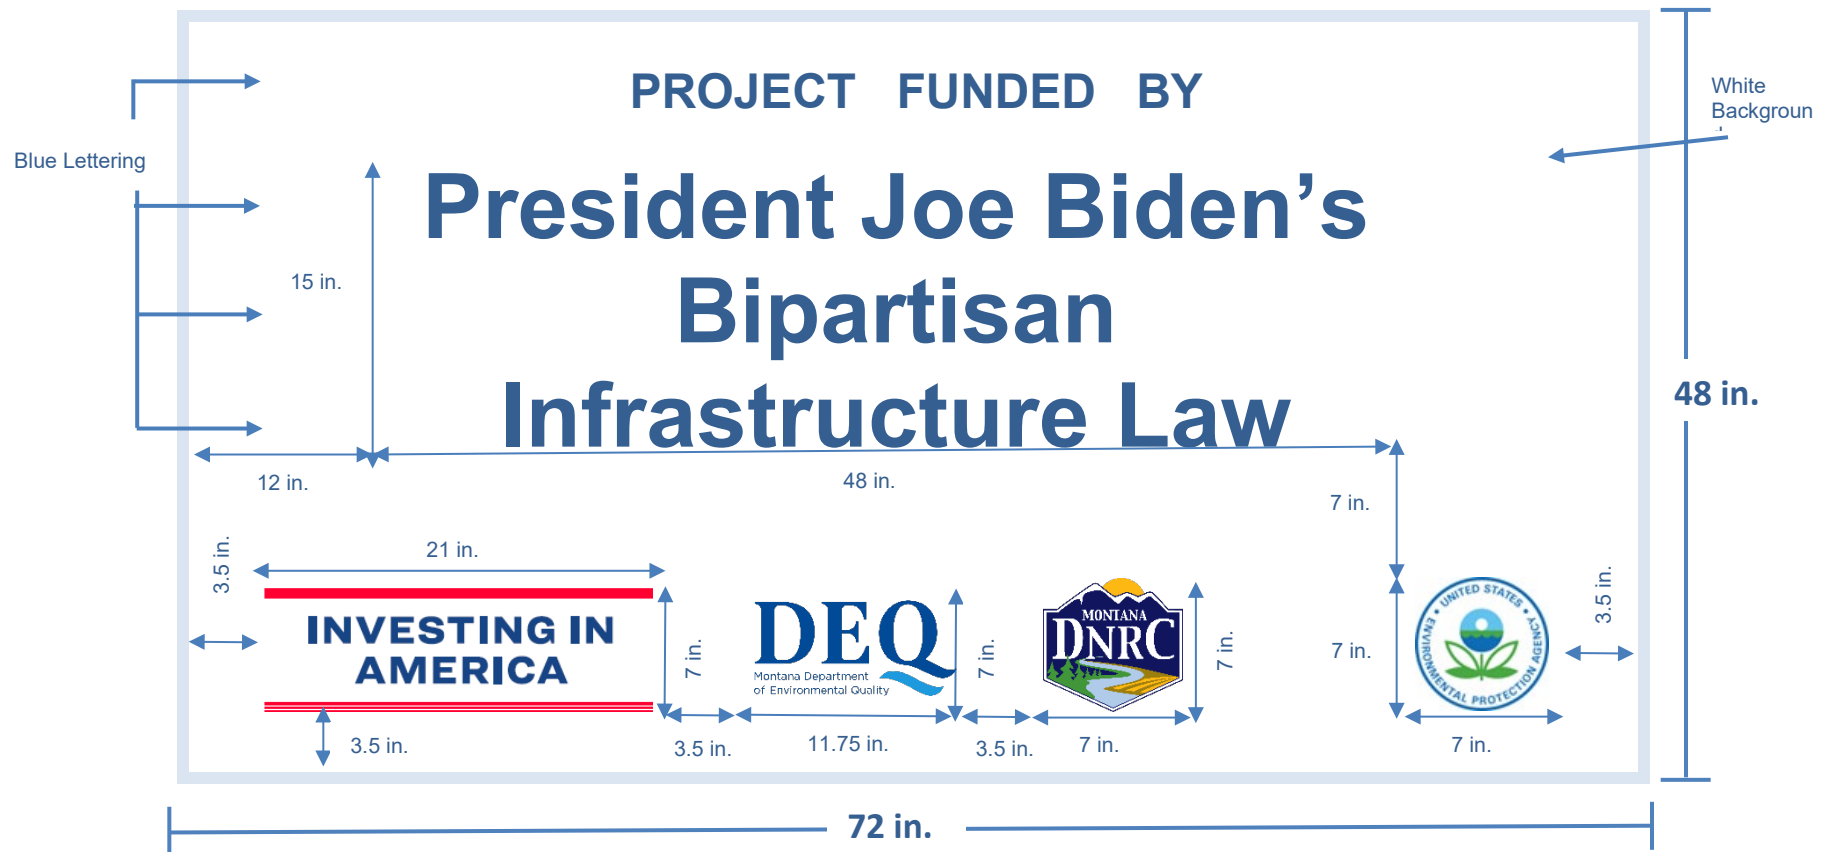 PROJECT FUNDED BY
White
Backgroun
Blue Lettering
President Joe Biden’s
15 in.
Bipartisan
48 in.
Infrastructure Law
12 in.
48 in.
7 in.
3.5 in.
21 in.
3.5 in.
INVESTING IN
AMERICA
7 in.
DEQ
Montana Department
of Environmental Quality
7 in.
MONTANA
DNRC
7 in.
7 in.
UNITED STATES
ENVIRONMENTAL PROTECTION AGENCY
3.5 in.
3.5 in.
11.75 in.
3.5 in.
7 in.
7 in.
72 in.